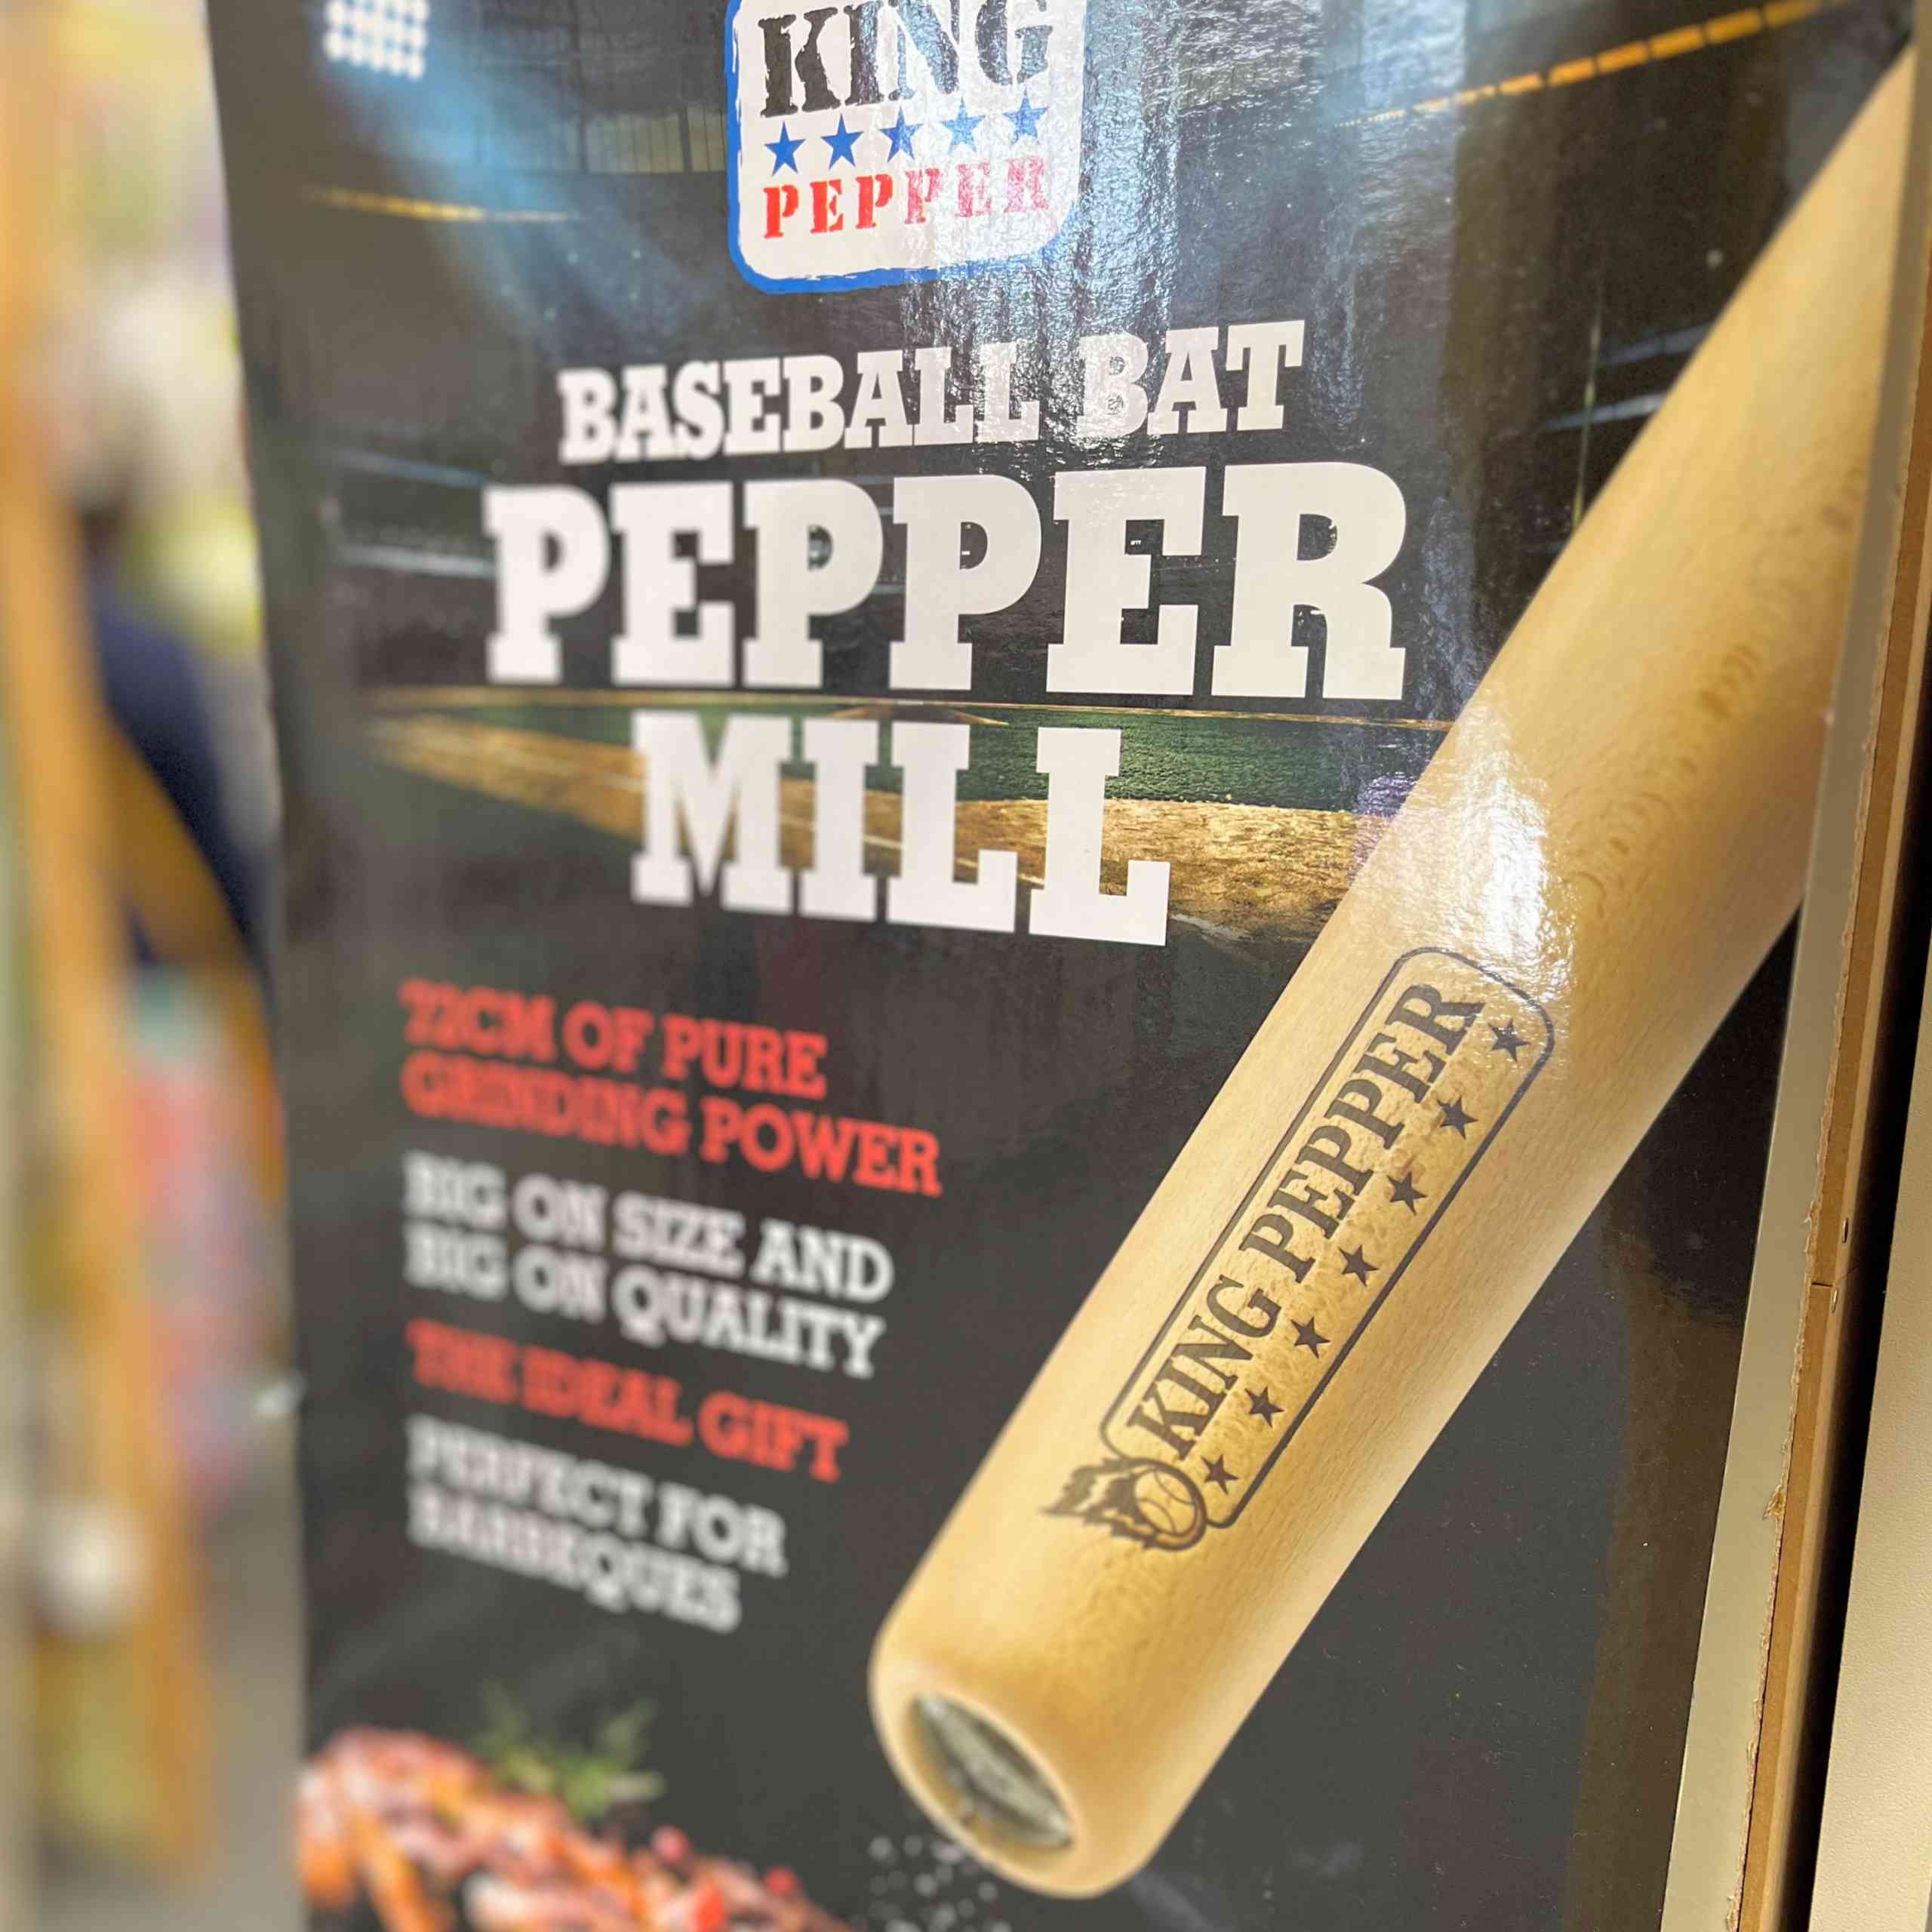 KING
PEPPER
BASEBALL BAT
PEPPER
MILL
OF PURE
GRINDING POWER
BIG ON SIZE AND
BIG ON QUALITY
THE IDEAL GIFT
PERFECT FOR
BARBEQUES
KING PEPPER